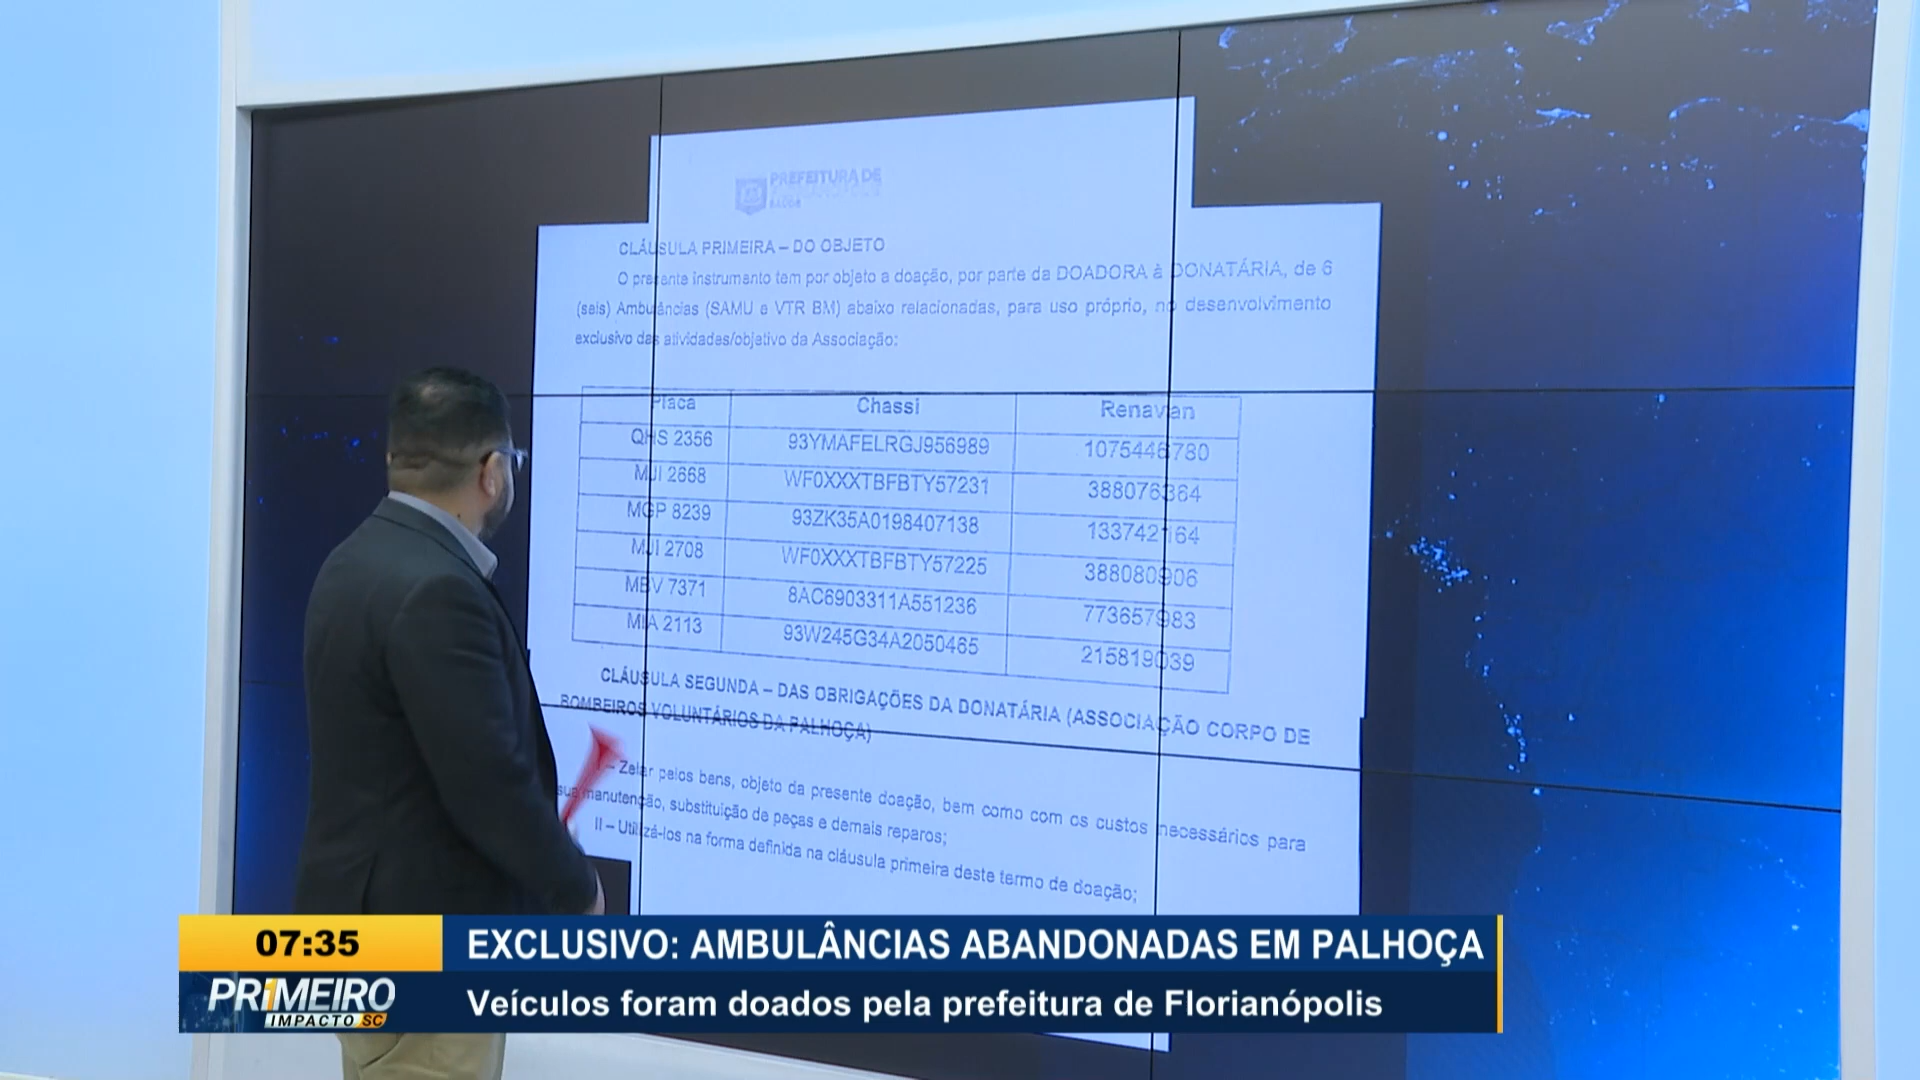 PREFEITURA DE
SAÚDE
CLÁUSULA PRIMEIRA – DO OBJETO
O presente instrumento tem por objeto a doação, por parte da DOADORA à DONATÁRIA, de 6
(seis) Ambulâncias (SAMU e VTR BM) abaixo relacionadas, para uso próprio, no desenvolvimento
exclusivo das atividades/objetivo da Associação:
Placa Chassi Renavan
QHS 2356 93YMAFELRGJ956989 1075446780
MJI 2668 WF0XXXTBFBTY57231 388076364
MGP 8239 93ZK35A0198407138 133742164
MJI 2708 WF0XXXTBFBTY57225 388080906
MBV 7371 8AC6903311A551236 773657983
MIA 2113 93W245G34A2050465 215819039
CLÁUSULA SEGUNDA – DAS OBRIGAÇÕES DA DONATÁRIA (ASSOCIAÇÃO CORPO DE
BOMBEIROS VOLUNTÁRIOS DA PALHOÇA)
I – Zelar pelos bens, objeto da presente doação, bem como com os custos necessários para
sua manutenção, substituição de peças e demais reparos;
II – Utilizá-los na forma definida na cláusula primeira deste termo de doação;
07:35
EXCLUSIVO: AMBULÂNCIAS ABANDONADAS EM PALHOÇA
PR1MEIRO
IMPACTO SC
Veículos foram doados pela prefeitura de Florianópolis